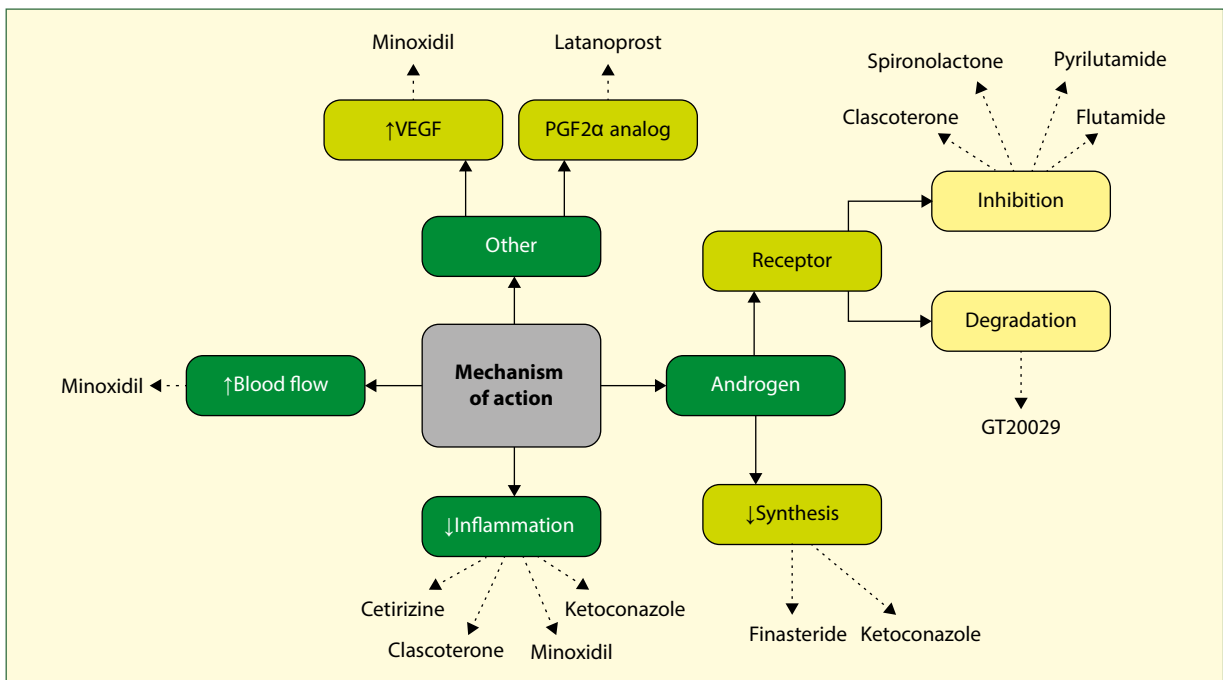 Minoxidil
Latanoprost
Spironolactone
Pyrilutamide
Clascoterone
Flutamide
↑VEGF
PGF2α analog
Inhibition
Other
Receptor
Degradation
Minoxidil
↑Blood flow
Mechanism
of action
Androgen
GT20029
↓Inflammation
↓Synthesis
Cetirizine
Ketoconazole
Clascoterone
Minoxidil
Finasteride
Ketoconazole